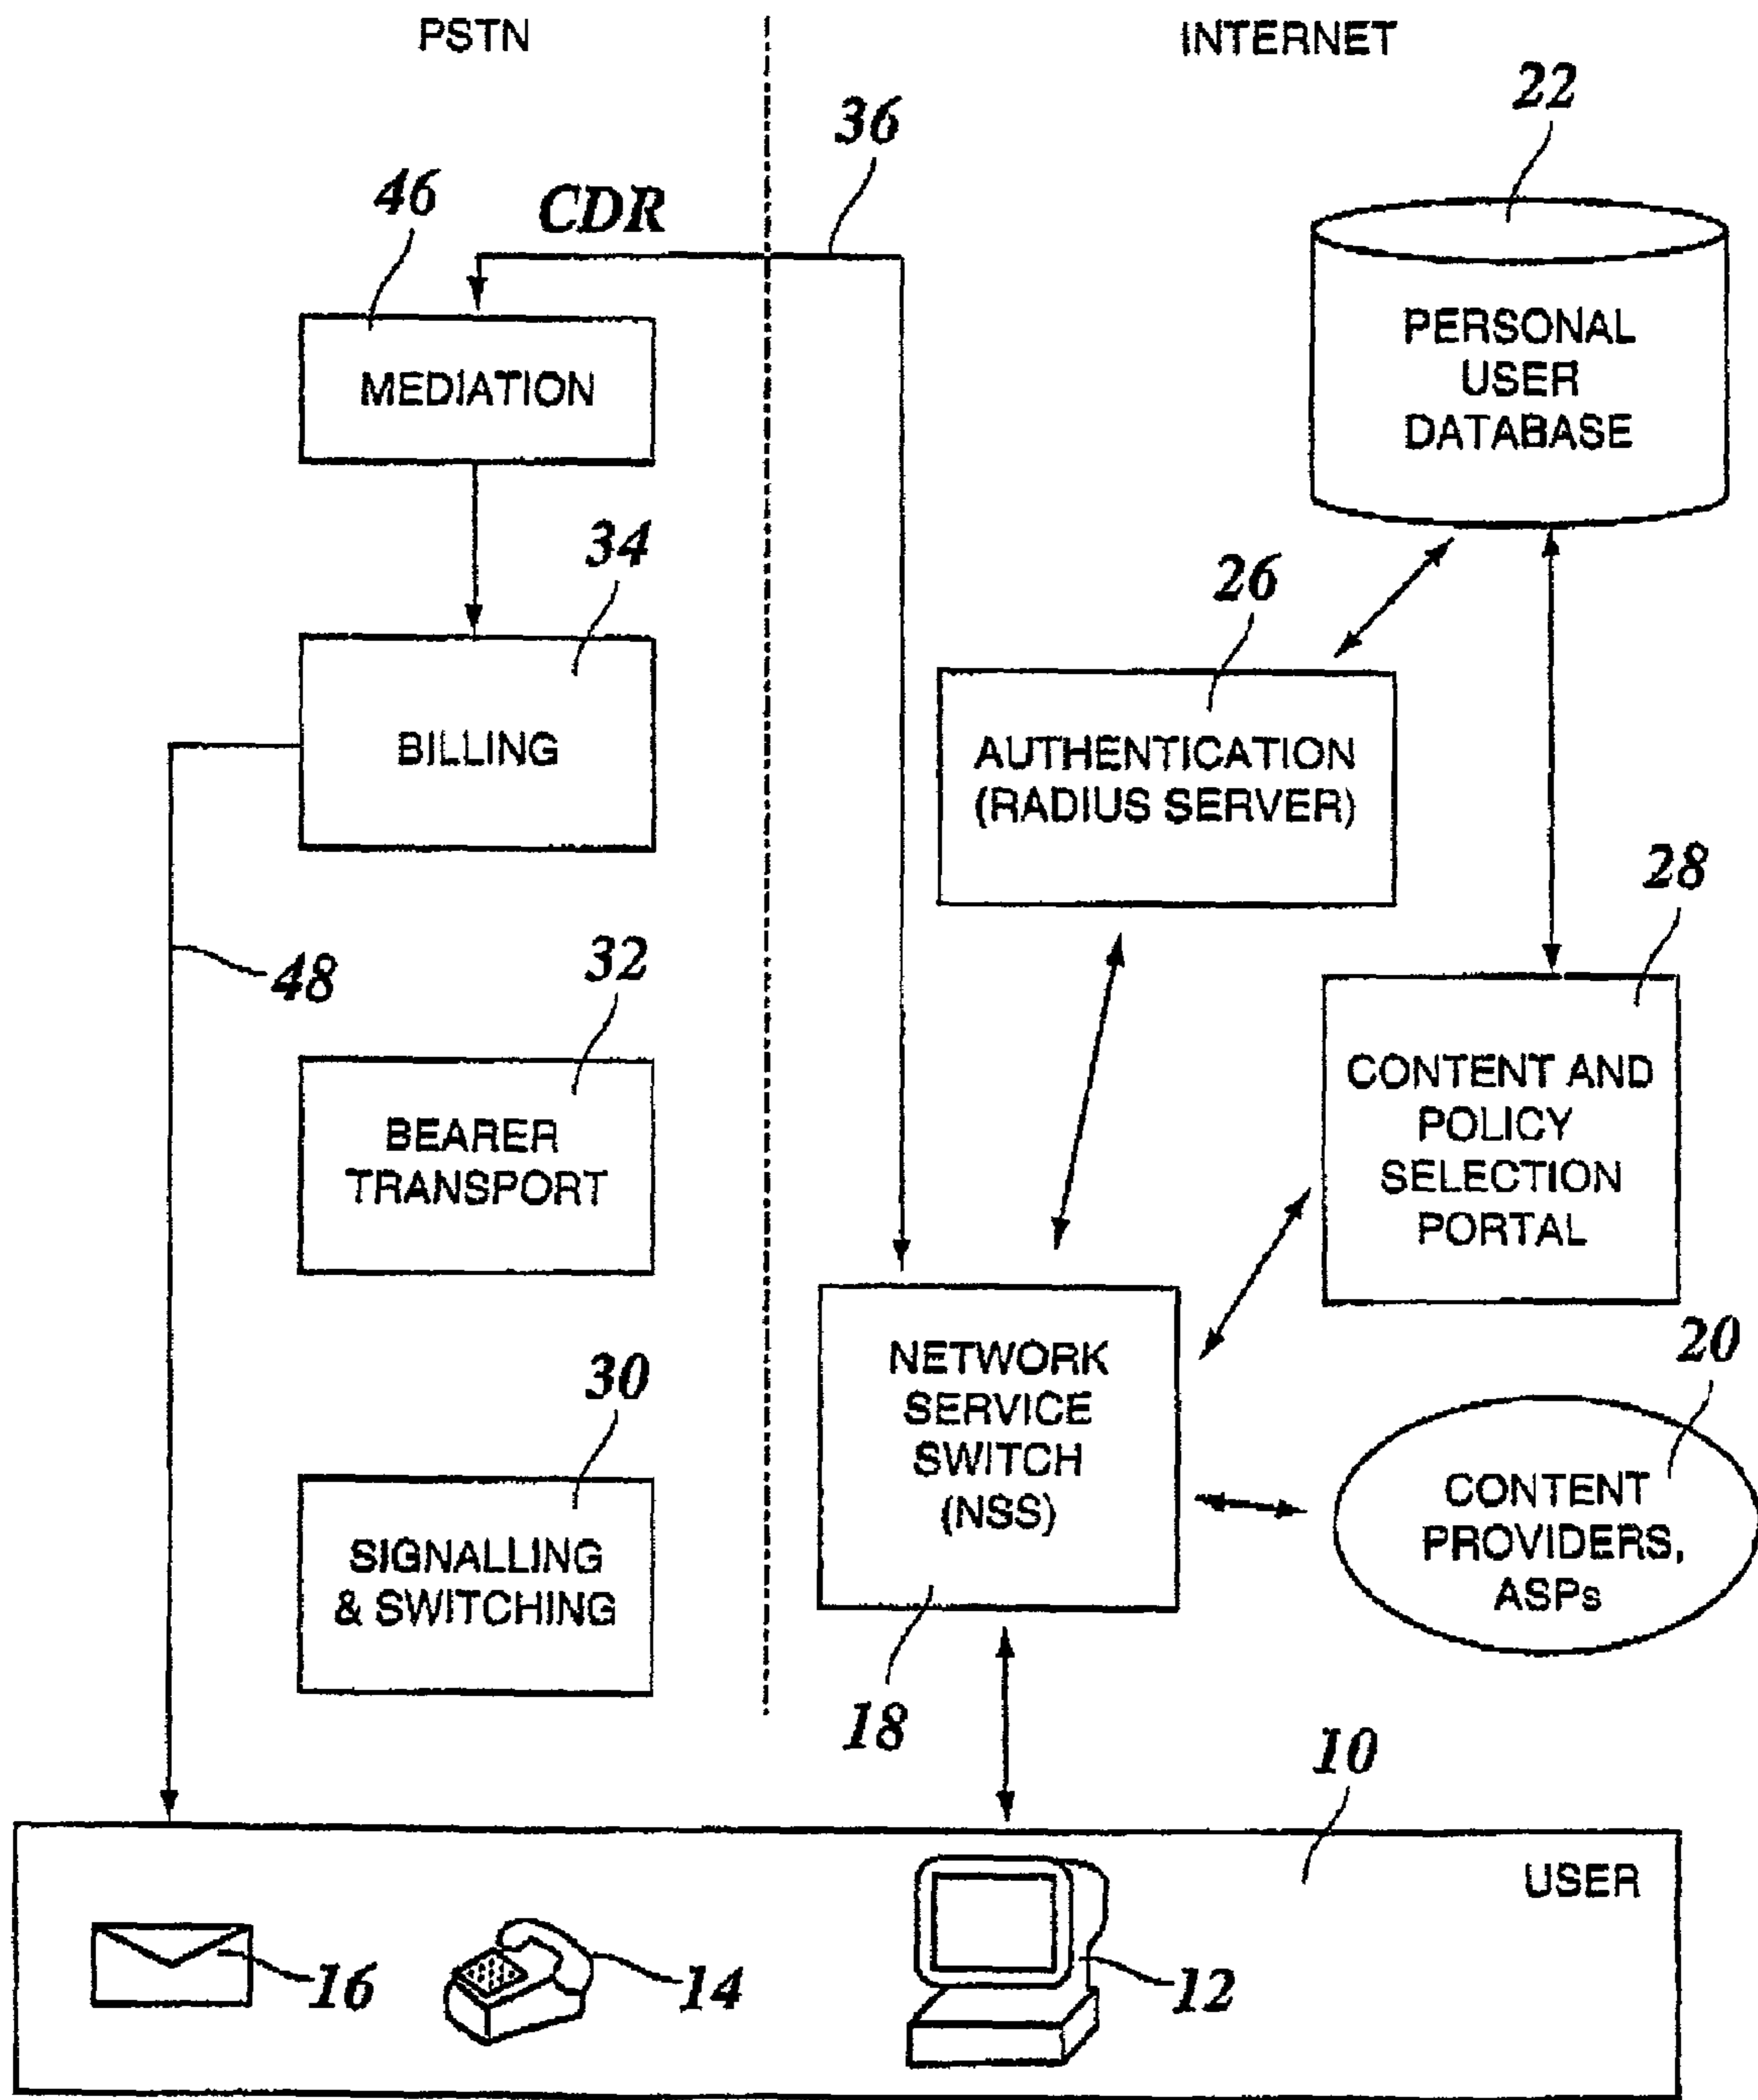 PSTN
INTERNET
22
36
46
CDR
PERSONAL
USER
DATABASE
MEDIATION
34
26
BILLING
AUTHENTICATION
(RADIUS SERVER)
28
48
32
CONTENT AND
POLICY
SELECTION
PORTAL
BEARER
TRANSPORT
NETWORK
SERVICE
SWITCH
(NSS)
20
30
CONTENT
PROVIDERS,
ASPs
SIGNALLING
& SWITCHING
18
10
USER
16
14
12